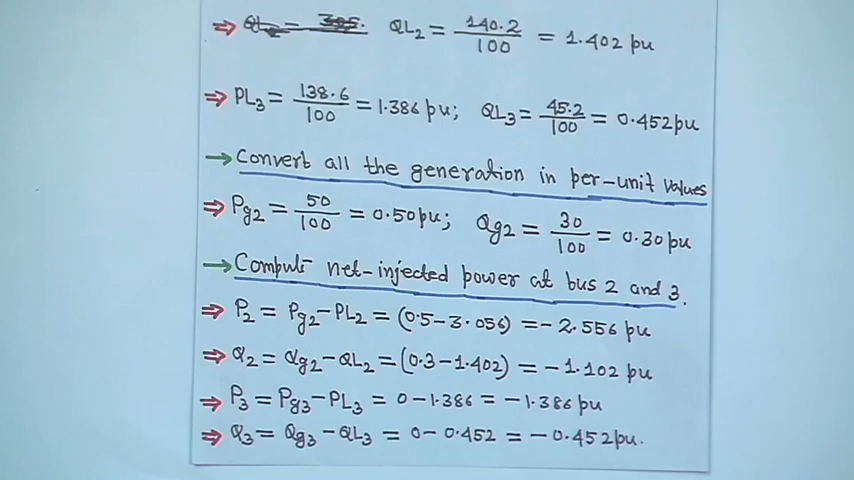 ⇒ QL₂ = 140.2/100 = 1.402 pu
⇒ PL₃ = 138.6/100 = 1.386 pu; QL₃ = 45.2/100 = 0.452 pu
→ Convert all the generation in per-unit values
⇒ Pg₂ = 50/100 = 0.50 pu; Qg₂ = 30/100 = 0.30 pu
→ Compute net-injected power at bus 2 and 3.
⇒ P₂ = Pg₂ - PL₂ = (0.5 - 3.056) = - 2.556 pu
⇒ Q₂ = Qg₂ - QL₂ = (0.3 - 1.402) = - 1.102 pu
⇒ P₃ = Pg₃ - PL₃ = 0 - 1.386 = - 1.386 pu
⇒ Q₃ = Qg₃ - QL₃ = 0 - 0.452 = - 0.452 pu.